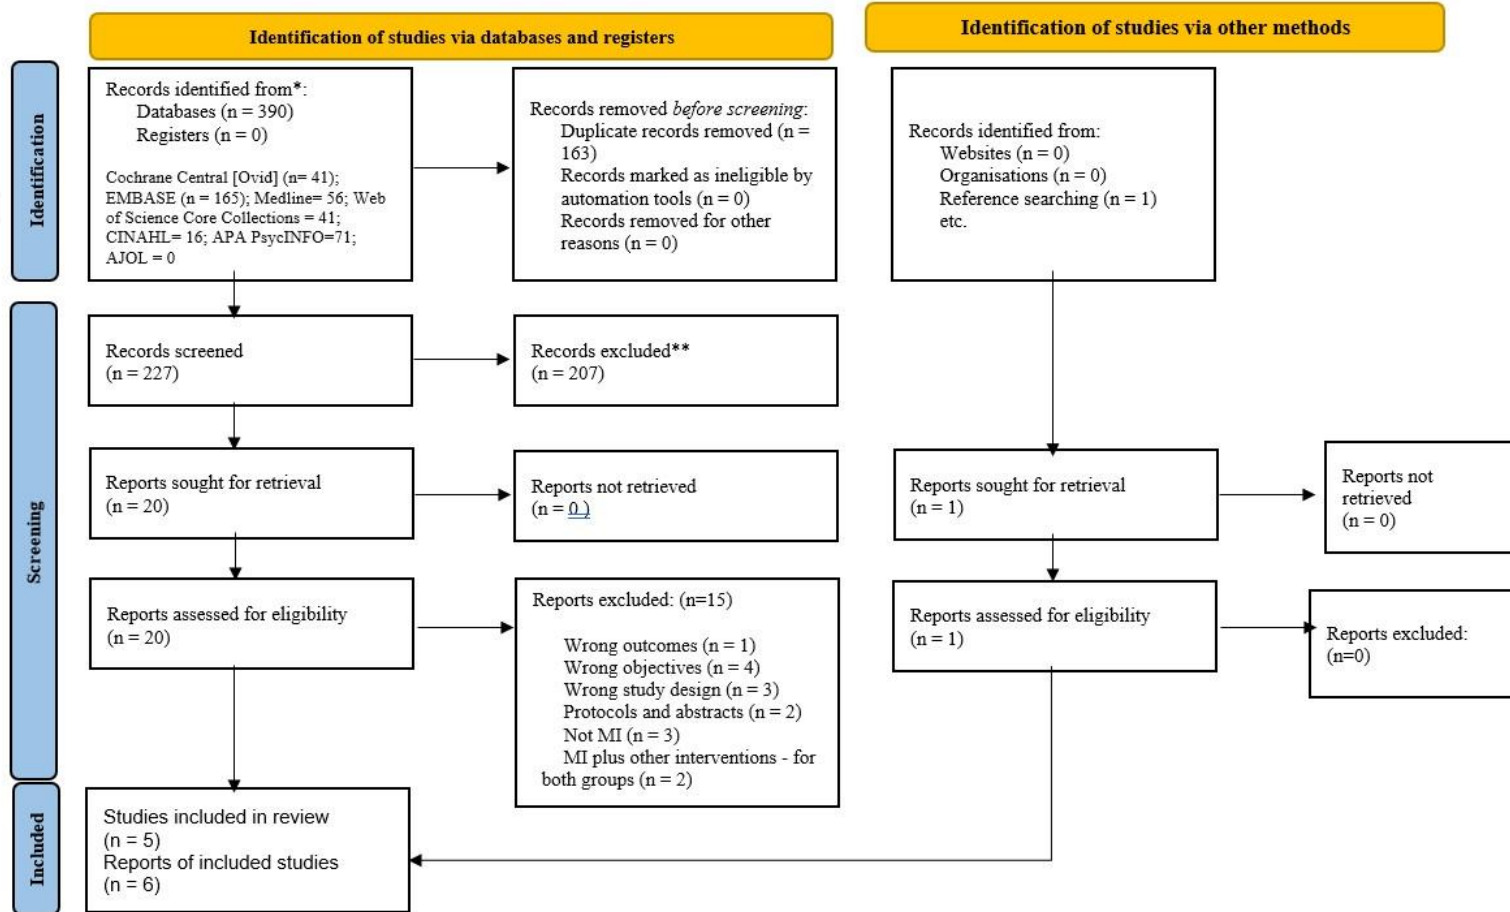 Identification of studies via databases and registers
Identification of studies via other methods
Identification
Records identified from*:
Databases (n = 390)
Registers (n = 0)
Cochrane Central [Ovid] (n= 41);
EMBASE (n = 165); Medline= 56; Web
of Science Core Collections = 41;
CINAHL= 16; APA PsycINFO=71;
AJOL = 0
Records removed before screening:
Duplicate records removed (n =
163)
Records marked as ineligible by
automation tools (n = 0)
Records removed for other
reasons (n = 0)
Records identified from:
Websites (n = 0)
Organisations (n = 0)
Reference searching (n = 1)
etc.
Screening
Records screened
(n = 227)
Records excluded**
(n = 207)
Reports sought for retrieval
(n = 20)
Reports not retrieved
(n = 0 )
Reports sought for retrieval
(n = 1)
Reports not
retrieved
(n = 0)
Reports assessed for eligibility
(n = 20)
Reports excluded: (n=15)
Wrong outcomes (n = 1)
Wrong objectives (n = 4)
Wrong study design (n = 3)
Protocols and abstracts (n = 2)
Not MI (n = 3)
MI plus other interventions - for
both groups (n = 2)
Reports assessed for eligibility
(n = 1)
Reports excluded:
(n=0)
Included
Studies included in review
(n = 5)
Reports of included studies
(n = 6)